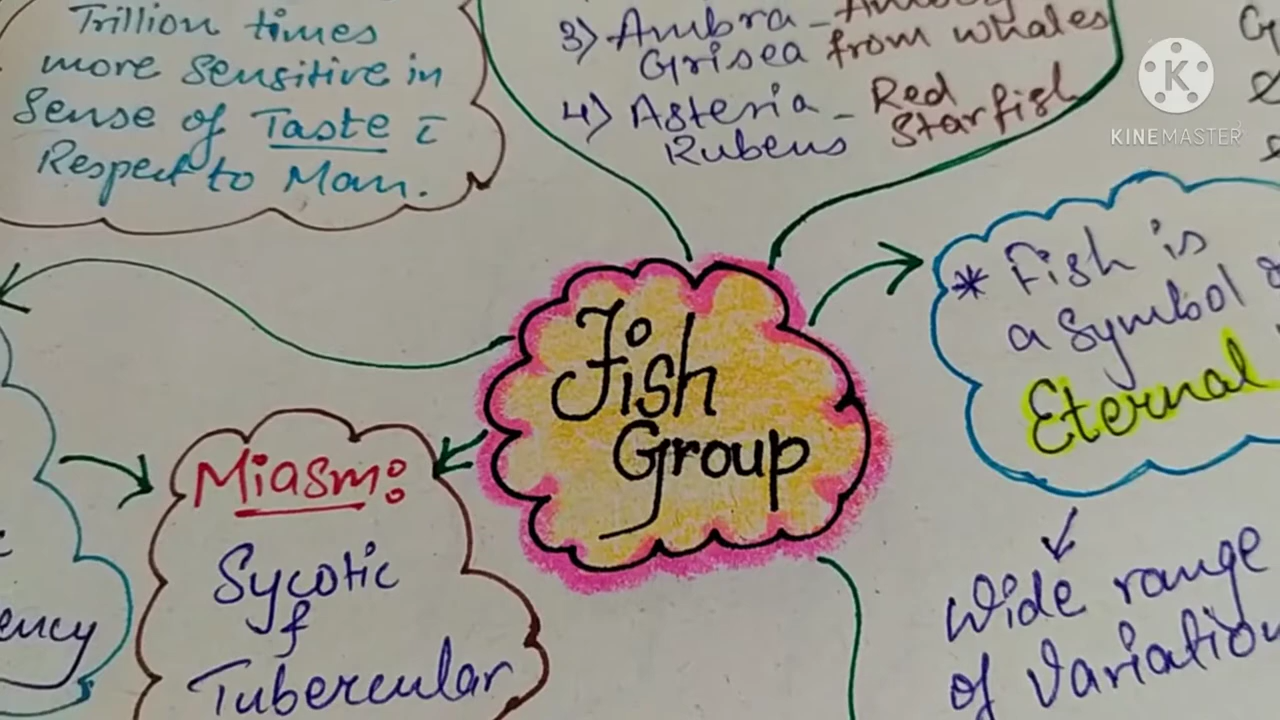 Trillion times
more sensitive in
Sense of Taste c̄
Respect to Man.
3) Ambra -
Grisea from whales
4) Asteria - Red
Rubens Starfish
KINEMASTER
Fish
Group
* Fish is
a symbol
Eternal
Wide range
of Variation
Miasm:
Sycotic
&
Tubercular